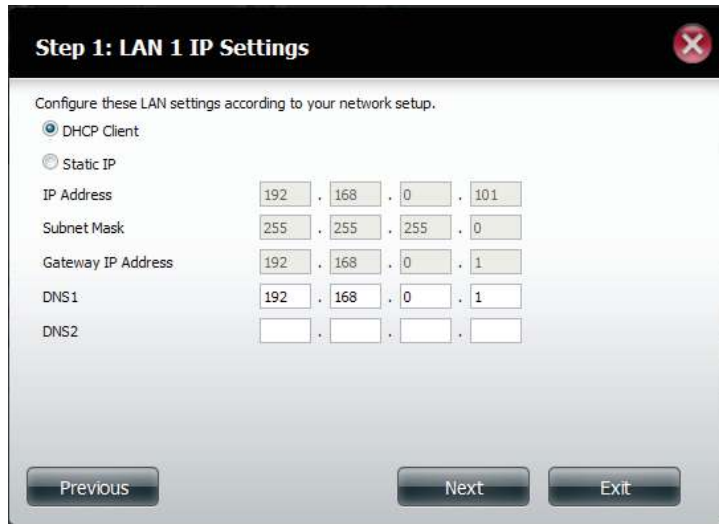 Step 1: LAN 1 IP Settings
Configure these LAN settings according to your network setup.
DHCP Client
Static IP
IP Address 192 . 168 . 0 . 101
Subnet Mask 255 . 255 . 255 . 0
Gateway IP Address 192 . 168 . 0 . 1
DNS1 192 . 168 . 0 . 1
DNS2 . . .
Previous Next Exit